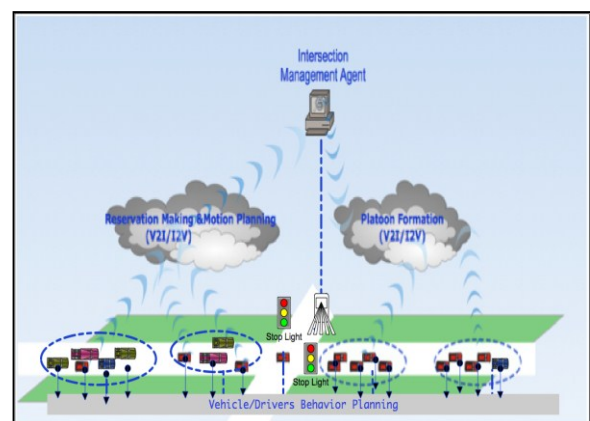 Intersection
Management Agent
Reservation Making &Motion Planning
(V2I/I2V)
Platoon Formation
(V2I/I2V)
Stop Light
Stop Light
Vehicle/Drivers Behavior Planning